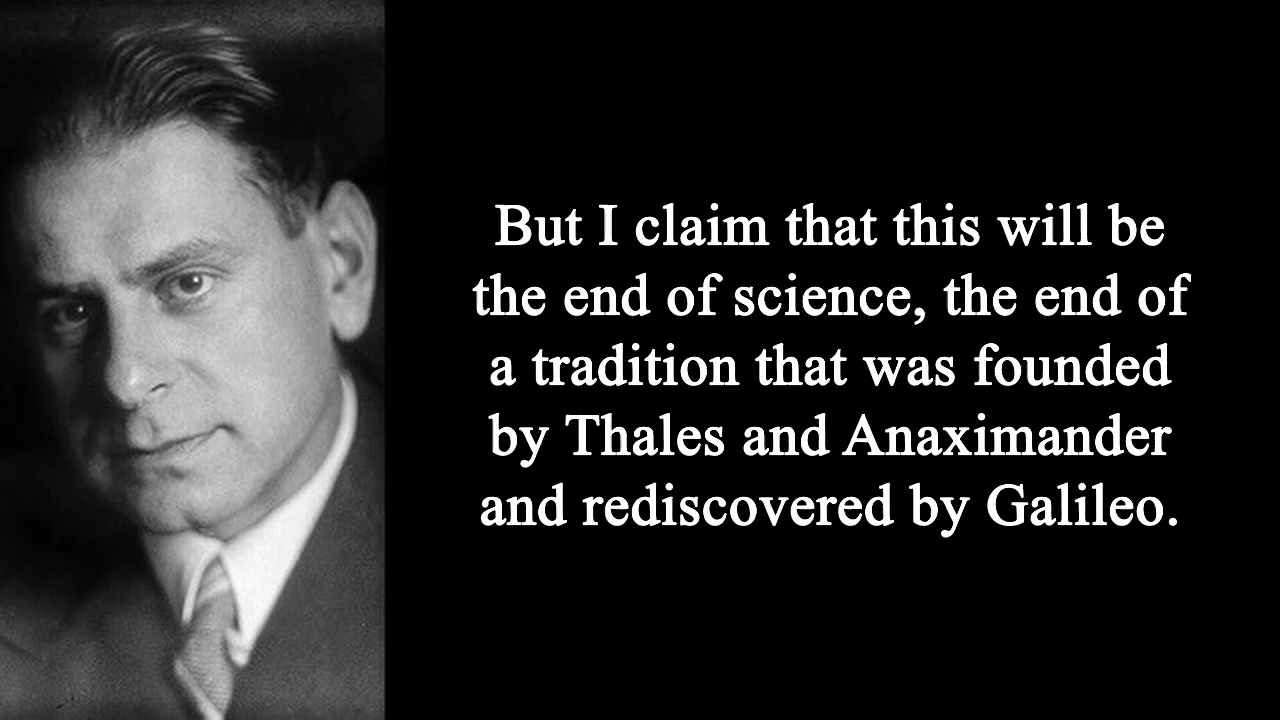 But I claim that this will be
the end of science, the end of
a tradition that was founded
by Thales and Anaximander
and rediscovered by Galileo.